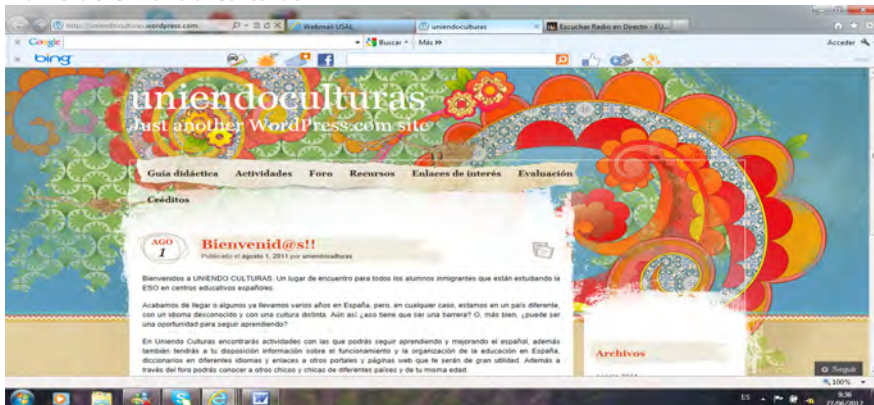 http://uniendoculturas.wordpress.com
Webmail USAL
uniendoculturas
Escuchar Radio en Directo - EU...
Google
Buscar
Más »
Acceder
bing
uniendoculturas
Just another WordPress.com site
Guía didáctica Actividades Foro Recursos Enlaces de interés Evaluación
Créditos
AGO
1
Bienvenid@s!!
Publicado el agosto 1, 2011 por uniendoculturas
Bienvenidos a UNIENDO CULTURAS. Un lugar de encuentro para todos los alumnos inmigrantes que están estudiando la
ESO en centros educativos españoles.
Acabamos de llegar o algunos ya llevamos varios años en España, pero, en cualquier caso, estamos en un país diferente,
con un idioma desconocido y con una cultura distinta. Aún así ¿eso tiene que ser una barrera? O, más bien, ¿puede ser
una oportunidad para seguir aprendiendo?
En Uniendo Culturas encontrarás actividades con las que podrás seguir aprendiendo y mejorando el español, además
también tendrás a tu disposición información sobre el funcionamiento y la organización de la educación en España,
diccionarios en diferentes idiomas y enlaces a otros portales y páginas web que te serán de gran utilidad. Además a
través del foro podrás conocer a otros chicos y chicas de diferentes países y de tu misma edad.
Archivos
Seguir
100%
ES
9:36
27/06/2012